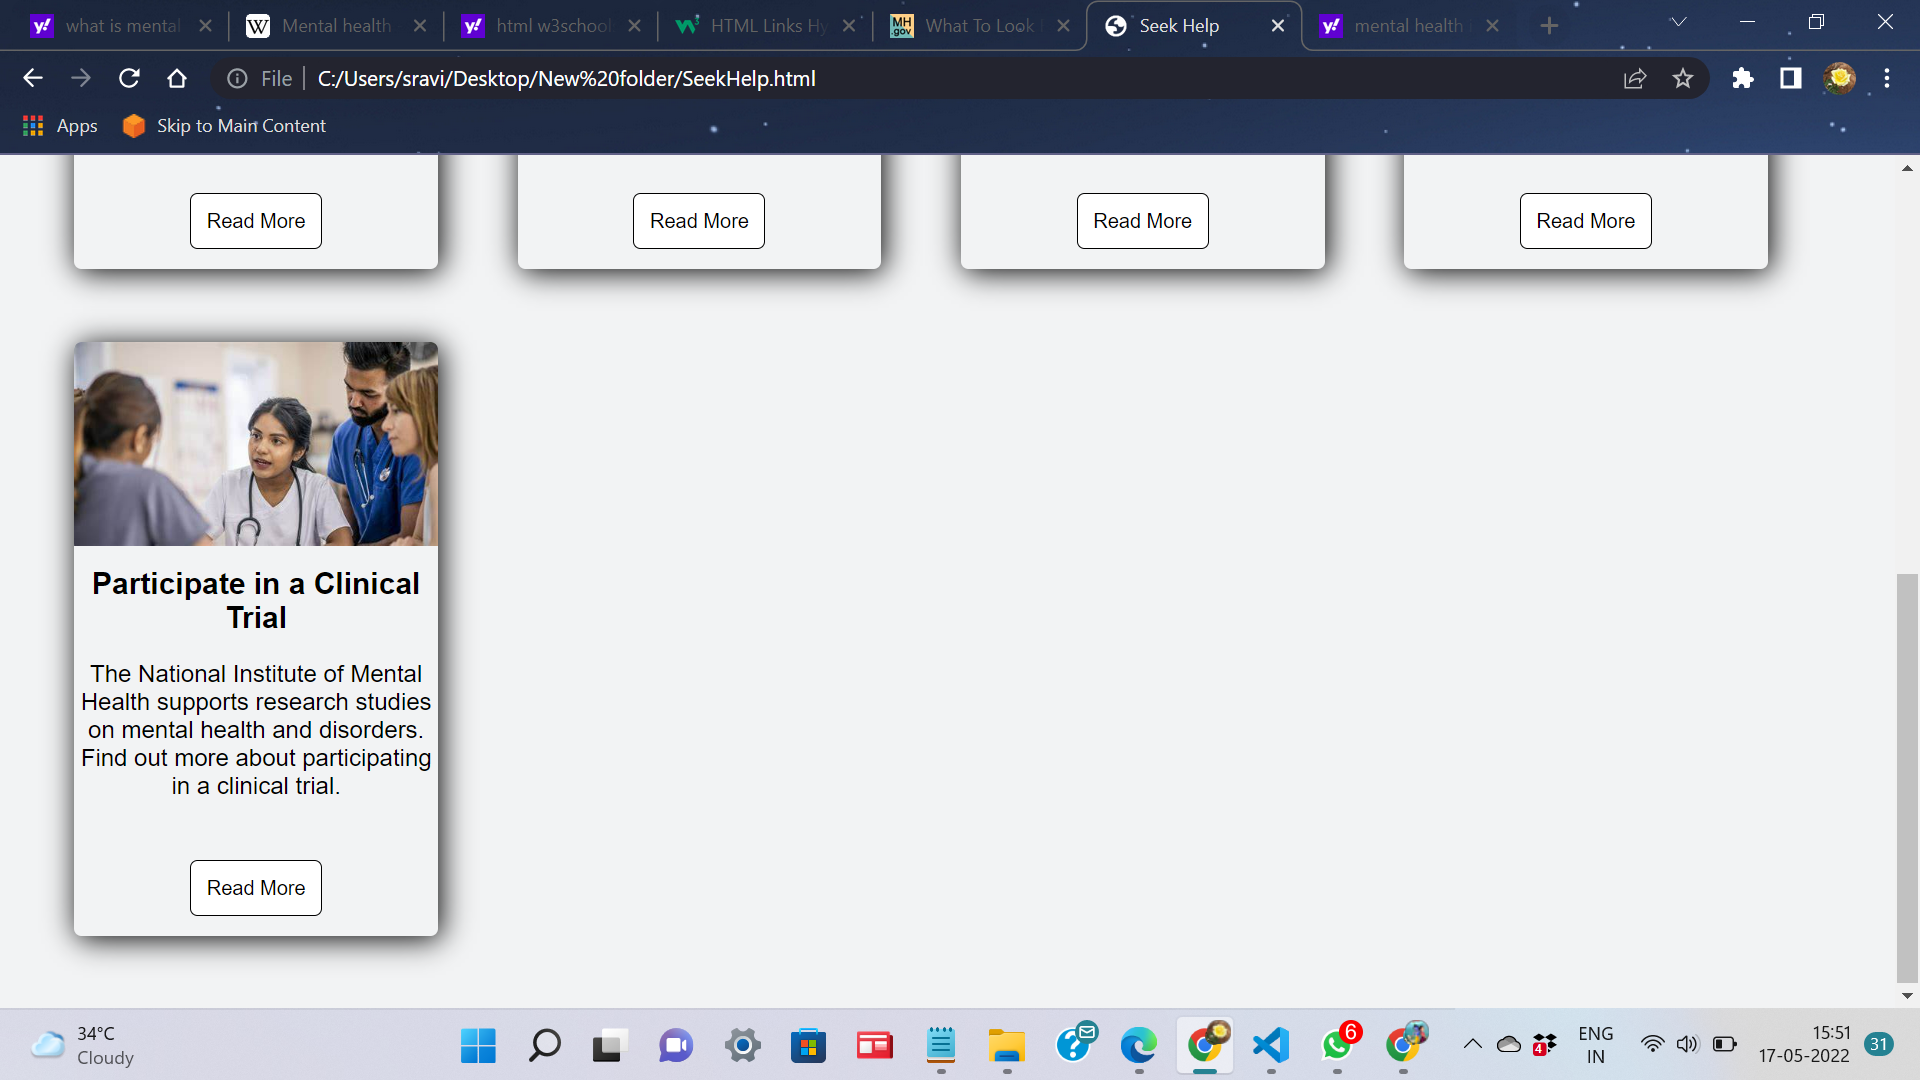 what is mental
Mental health
html w3school
HTML Links Hy
MH
.gov
What To Look
Seek Help
mental health
File
C:/Users/sravi/Desktop/New%20folder/SeekHelp.html
Apps
Skip to Main Content
Read More
Read More
Read More
Read More
Participate in a Clinical
Trial
The National Institute of Mental
Health supports research studies
on mental health and disorders.
Find out more about participating
in a clinical trial.
Read More
34°C
Cloudy
6
4
ENG
IN
15:51
17-05-2022
31